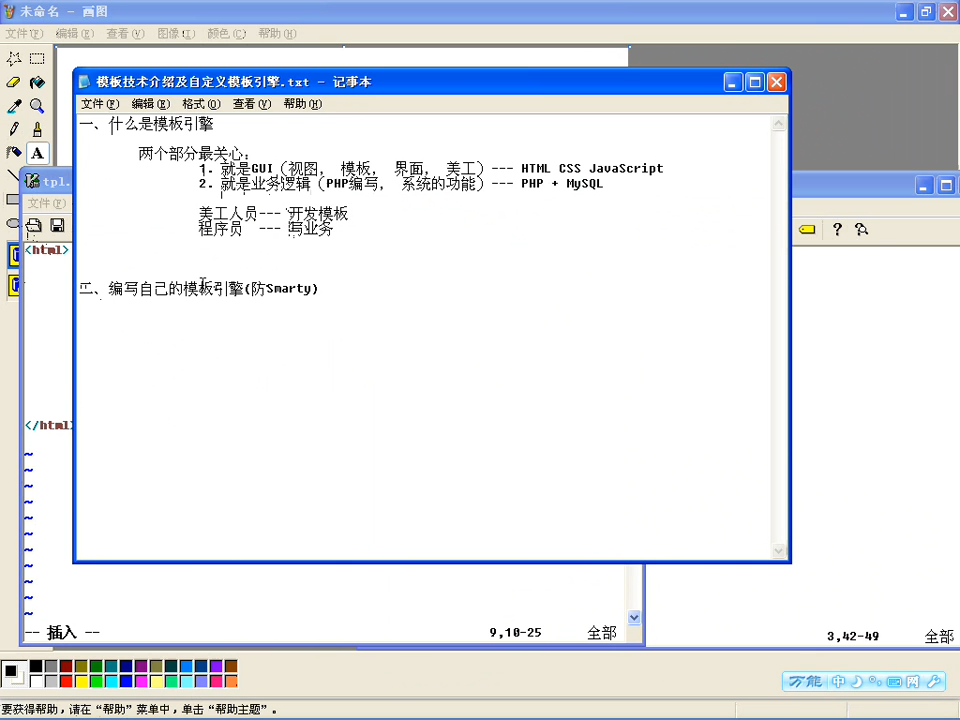 未命名 - 画图
文件(F) 编辑(E) 查看(V) 图像(I) 颜色(C) 帮助(H)
模板技术介绍及自定义模板引擎.txt - 记事本
文件(F) 编辑(E) 格式(O) 查看(V) 帮助(H)
一、什么是模板引擎
两个部分最关心：
1. 就是GUI（视图， 模板， 界面， 美工）--- HTML CSS JavaScript
2. 就是业务逻辑（PHP编写， 系统的功能）--- PHP + MySQL
美工人员--- 开发模板
程序员 --- 写业务
二、编写自己的模板引擎(防Smarty)
A
tpl.
文件(F)
?
<html>
</html>
~
~
~
~
~
~
~
~
~
~
~
-- 插入 -- 9,10-25 全部
3,42-49 全部
万能 中 网
要获得帮助，请在“帮助”菜单中，单击“帮助主题”。